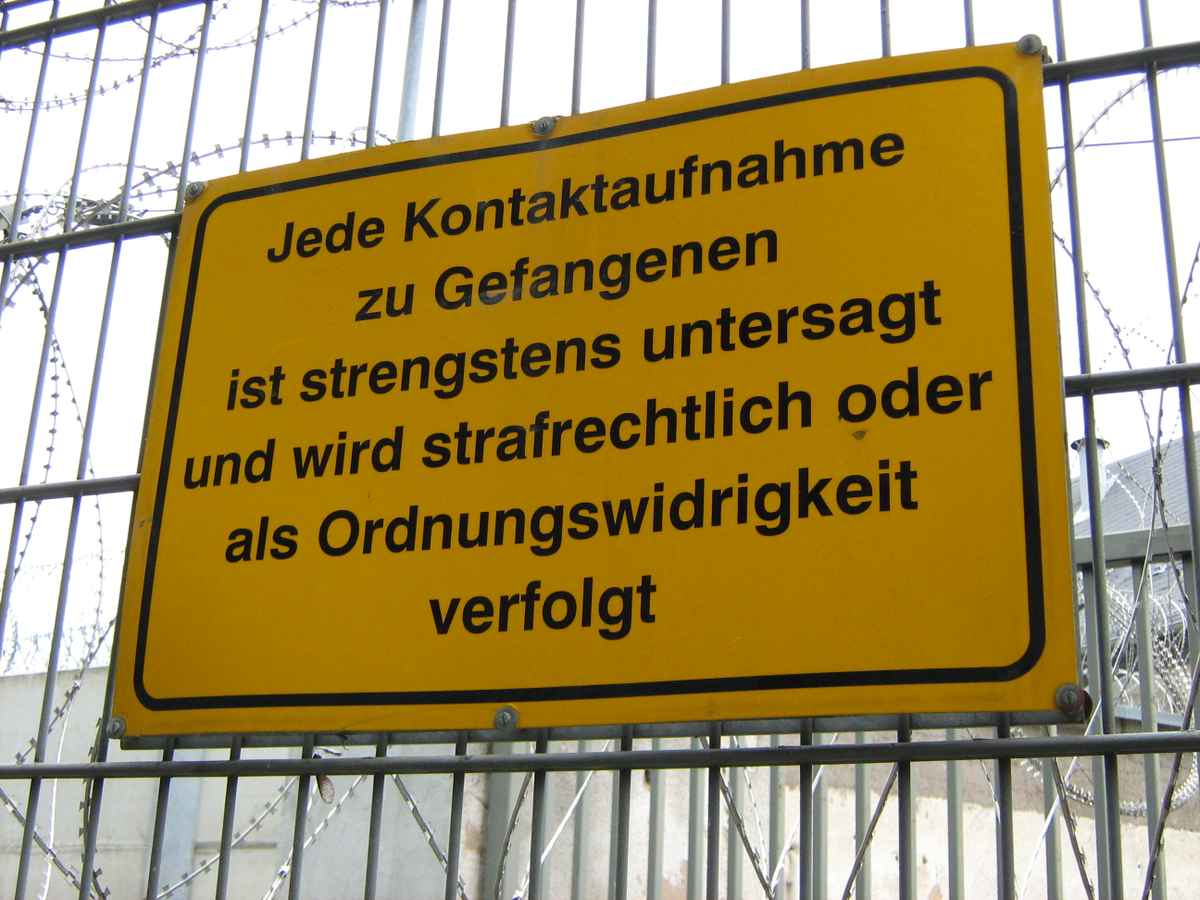 Jede Kontaktaufnahme
zu Gefangenen
ist strengstens untersagt
und wird strafrechtlich oder
als Ordnungswidrigkeit
verfolgt